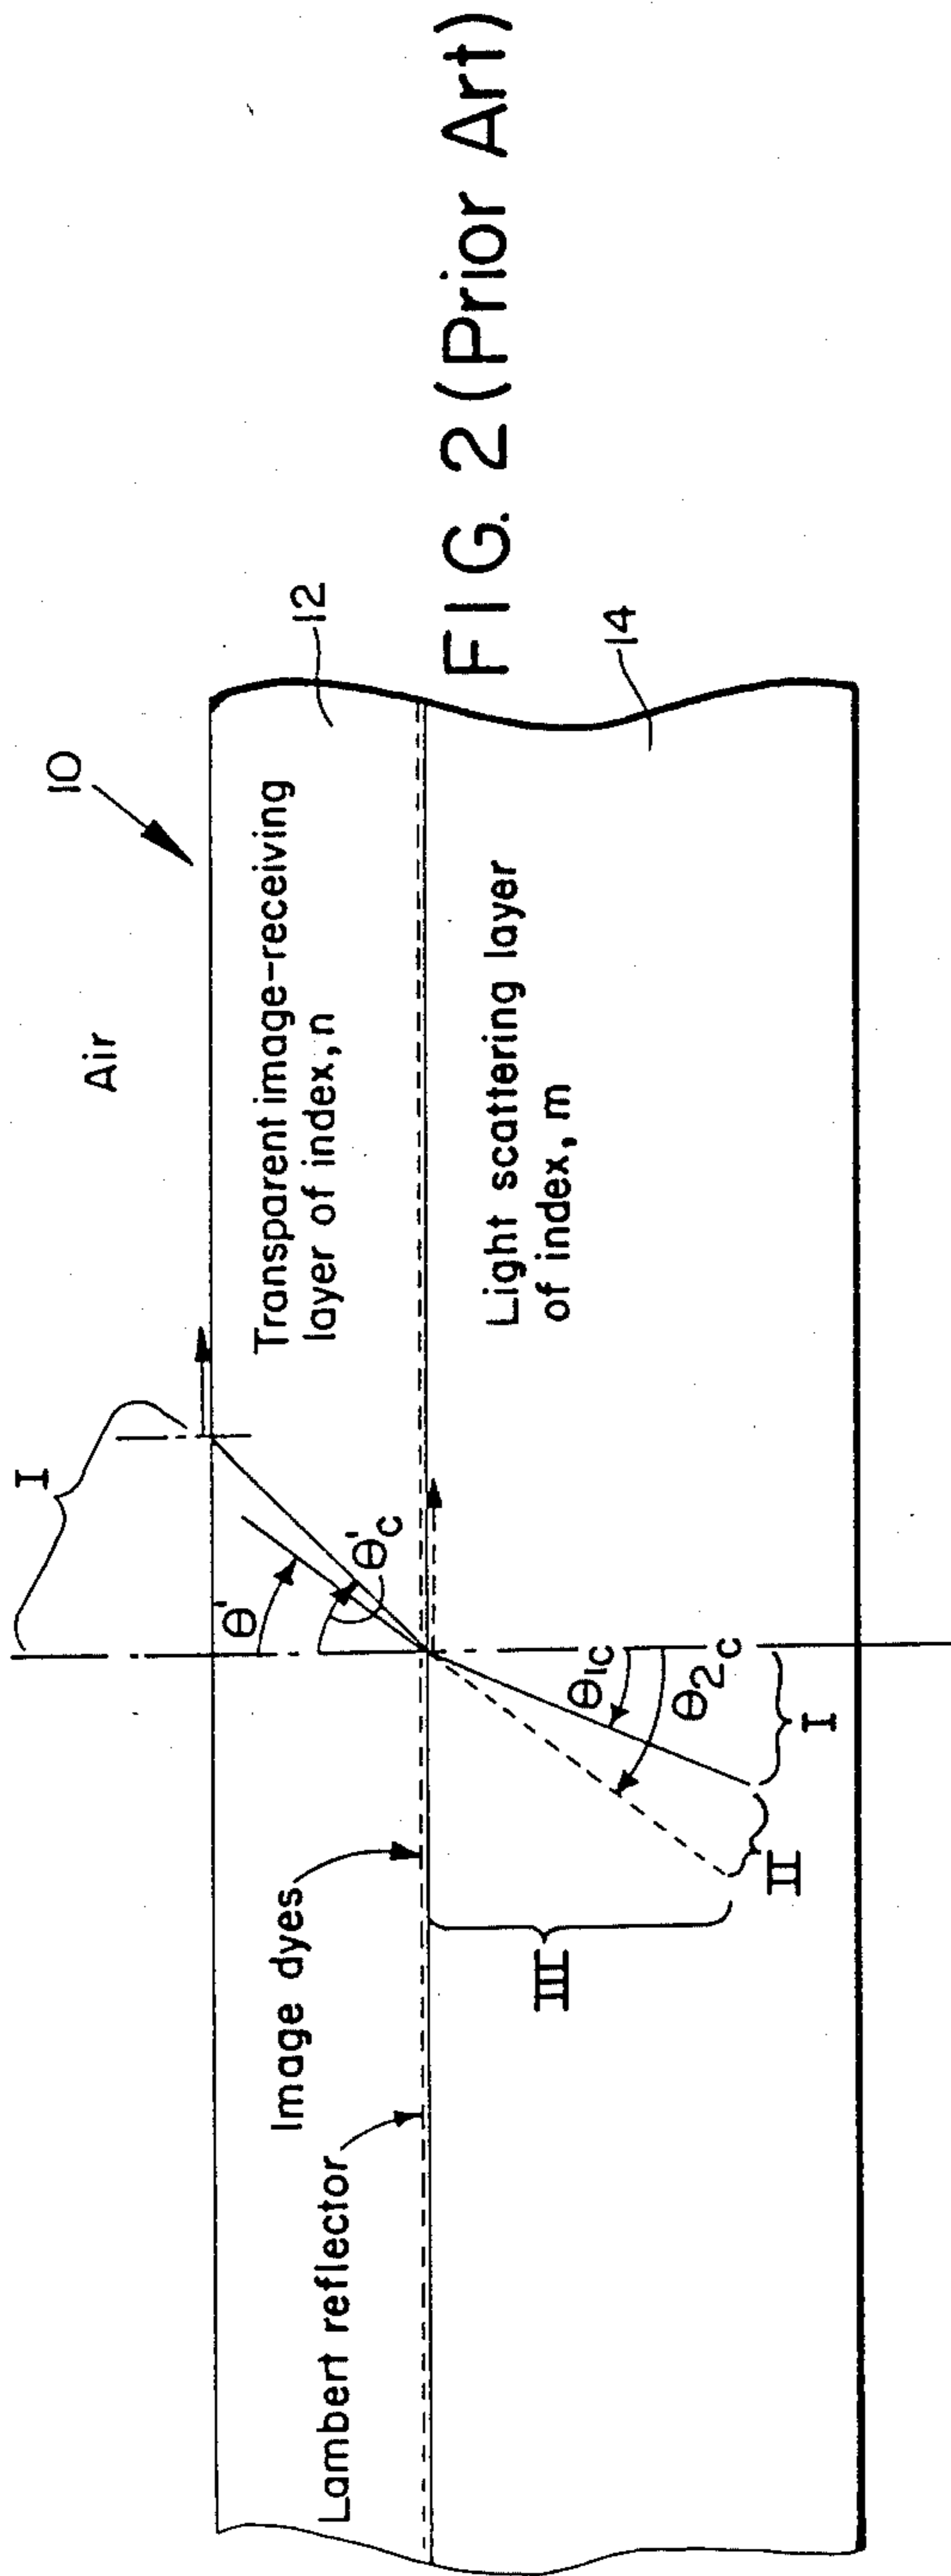 Air
10
I
Transparent image-receiving
layer of index, n
12
θ'
θ'c
Image dyes
Lambert reflector
Light scattering layer
of index, m
14
θ1c
θ2c
I
II
III
FIG. 2 (Prior Art)